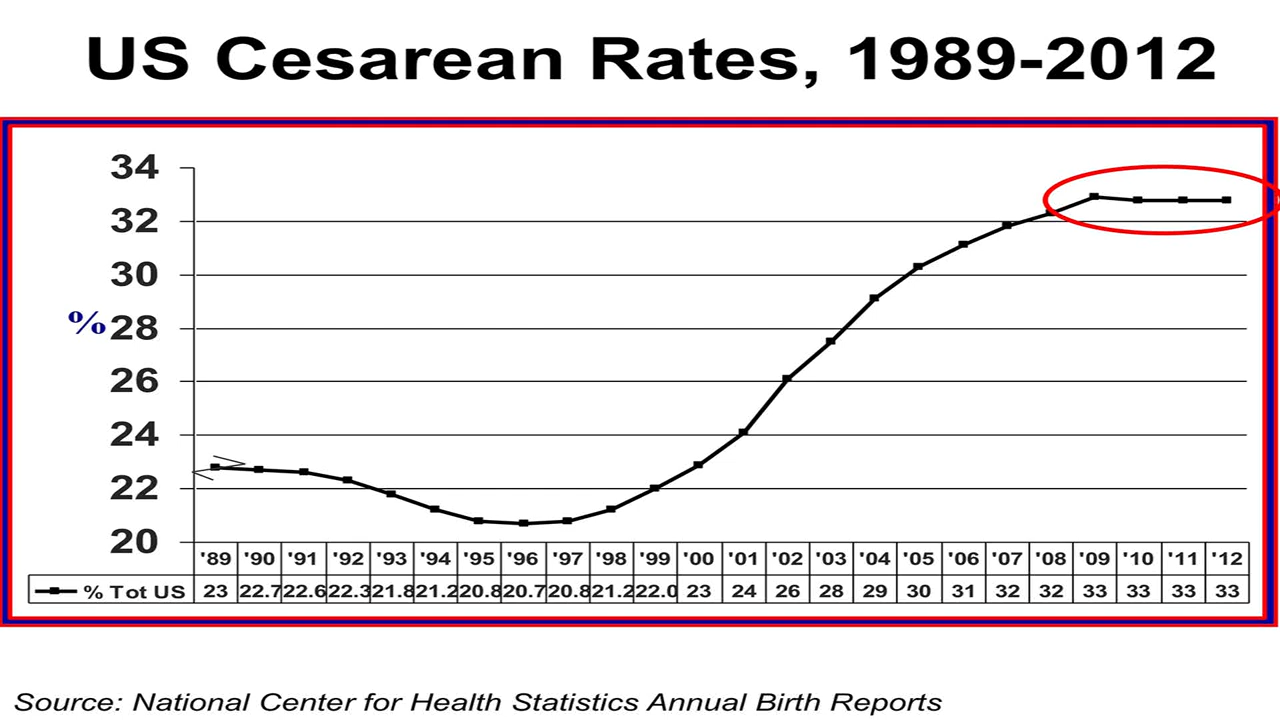 US Cesarean Rates, 1989-2012
34
32
30
%
28
26
24
22
20
'89 '90 '91 '92 '93 '94 '95 '96 '97 '98 '99 '00 '01 '02 '03 '04 '05 '06 '07 '08 '09 '10 '11 '12
% Tot US 23 22.7 22.6 22.3 21.8 21.2 20.8 20.7 20.8 21.2 22.0 23 24 26 28 29 30 31 32 32 33 33 33 33
Source: National Center for Health Statistics Annual Birth Reports